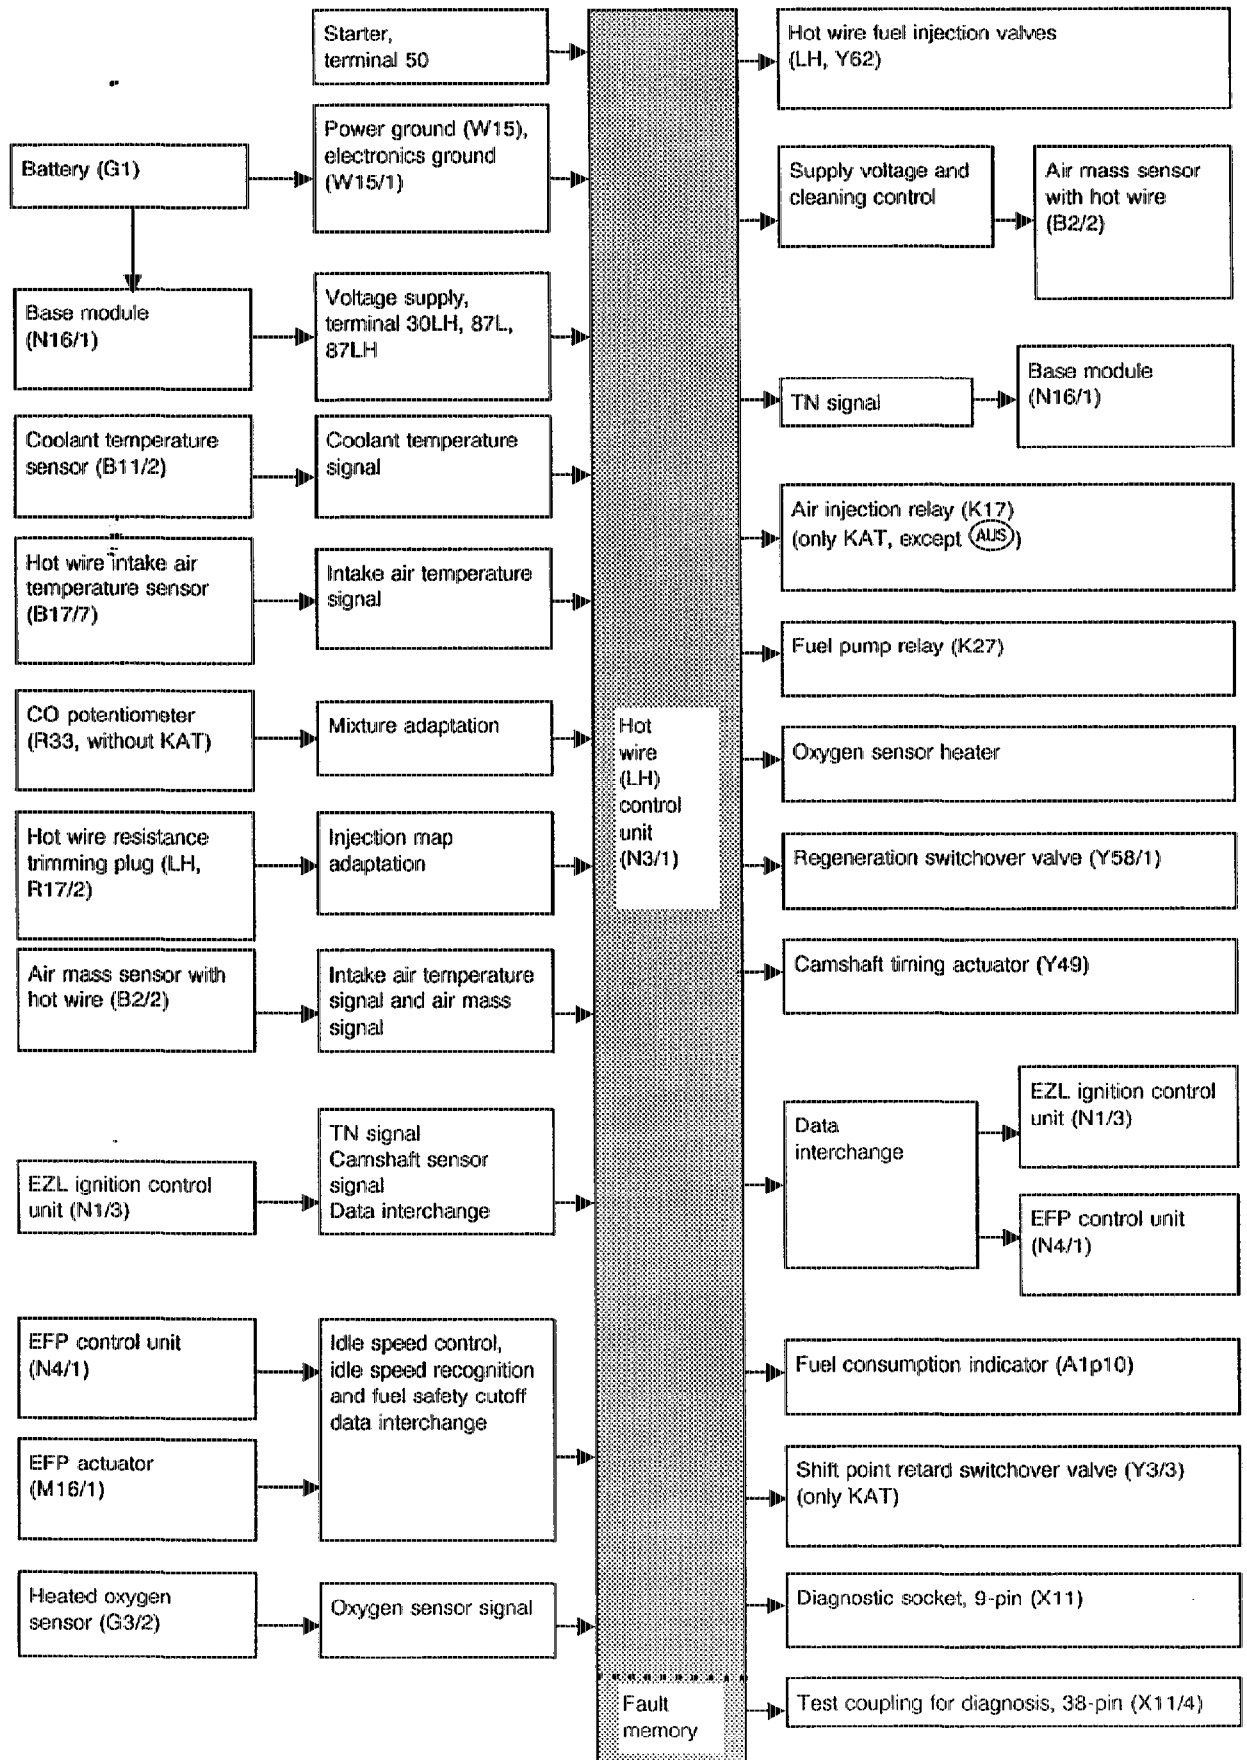 Starter,
terminal 50
Battery (G1)
Power ground (W15),
electronics ground
(W15/1)
Base module
(N16/1)
Voltage supply,
terminal 30LH, 87L,
87LH
Coolant temperature
sensor (B11/2)
Coolant temperature
signal
Hot wire intake air
temperature sensor
(B17/7)
Intake air temperature
signal
CO potentiometer
(R33, without KAT)
Mixture adaptation
Hot wire resistance
trimming plug (LH,
R17/2)
Injection map
adaptation
Air mass sensor with
hot wire (B2/2)
Intake air temperature
signal and air mass
signal
EZL ignition control
unit (N1/3)
TN signal
Camshaft sensor
signal
Data interchange
EFP control unit
(N4/1)
EFP actuator
(M16/1)
Idle speed control,
idle speed recognition
and fuel safety cutoff
data interchange
Heated oxygen
sensor (G3/2)
Oxygen sensor signal
Hot
wire
(LH)
control
unit
(N3/1)
Fault
memory
Hot wire fuel injection valves
(LH, Y62)
Supply voltage and
cleaning control
Air mass sensor
with hot wire
(B2/2)
TN signal
Base module
(N16/1)
Air injection relay (K17)
(only KAT, except AUS)
Fuel pump relay (K27)
Oxygen sensor heater
Regeneration switchover valve (Y58/1)
Camshaft timing actuator (Y49)
Data
interchange
EZL ignition control
unit (N1/3)
EFP control unit
(N4/1)
Fuel consumption indicator (A1p10)
Shift point retard switchover valve (Y3/3)
(only KAT)
Diagnostic socket, 9-pin (X11)
Test coupling for diagnosis, 38-pin (X11/4)